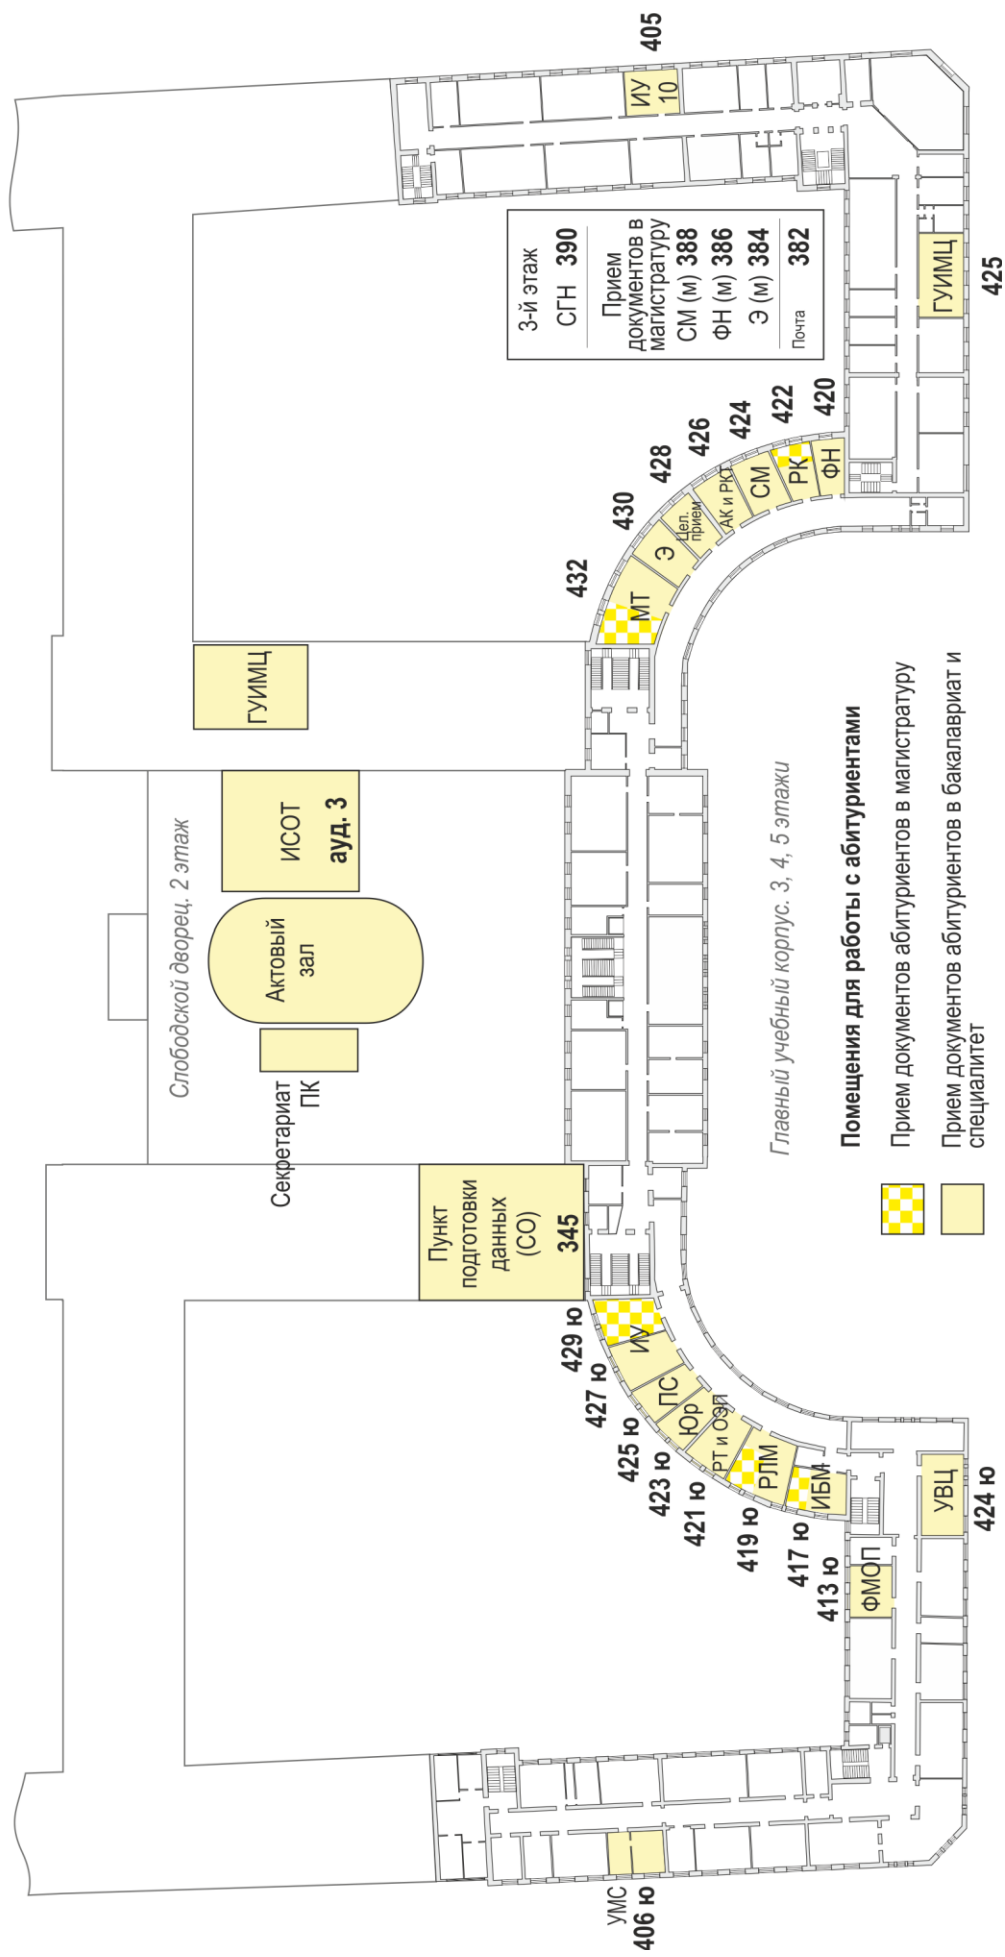 Слободской дворец. 2 этаж
Секретариат
ПК
Актовый
зал
ИСОТ
ауд. 3
ГУИМЦ
Пункт
подготовки
данных
(СО)
345
УМС
406 ю
ФМОП
413 ю
УВЦ
424 ю
ИБМ
417 ю
РЛМ
419 ю
РТ и ОЭП
421 ю
Юр
423 ю
ПС
425 ю
ИУ
427 ю
429 ю
МТ
432
Э
430
Цел.
прием
428
АК и РКТ
426
СМ
424
РК
422
ФН
420
ГУИМЦ
425
ИУ
10
405
3-й этаж
СГН 390
Прием
документов в
магистратуру
СМ (м) 388
ФН (м) 386
Э (м) 384
Почта 382
Главный учебный корпус. 3, 4, 5 этажи
Помещения для работы с абитуриентами
Прием документов абитуриентов в магистратуру
Прием документов абитуриентов в бакалавриат и
специалитет